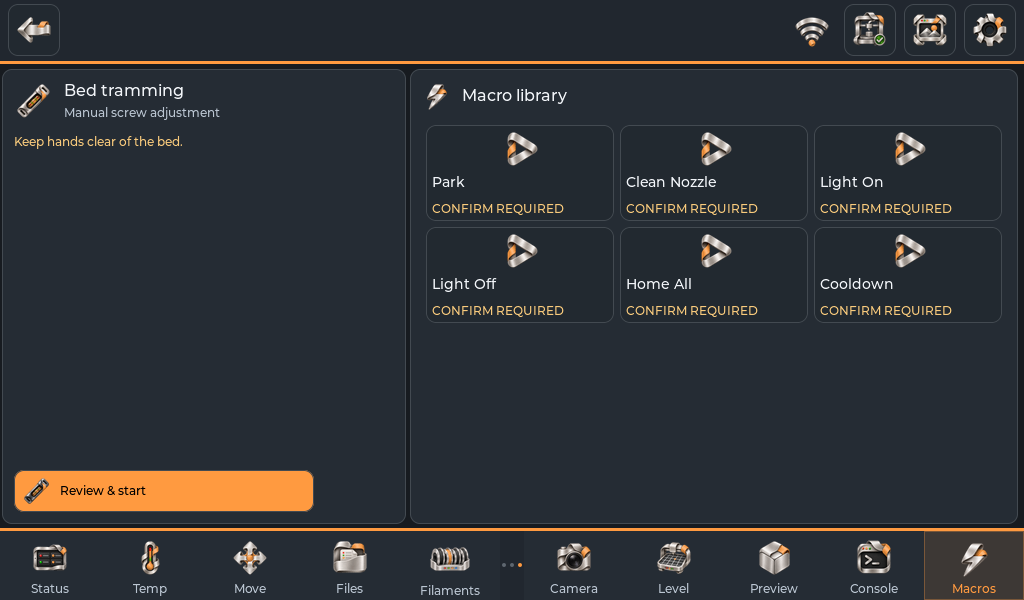 Bed tramming
Manual screw adjustment
Keep hands clear of the bed.
Review & start
Macro library
Park
CONFIRM REQUIRED
Clean Nozzle
CONFIRM REQUIRED
Light On
CONFIRM REQUIRED
Light Off
CONFIRM REQUIRED
Home All
CONFIRM REQUIRED
Cooldown
CONFIRM REQUIRED
Status
Temp
Move
Files
Filaments
Camera
Level
Preview
Console
Macros